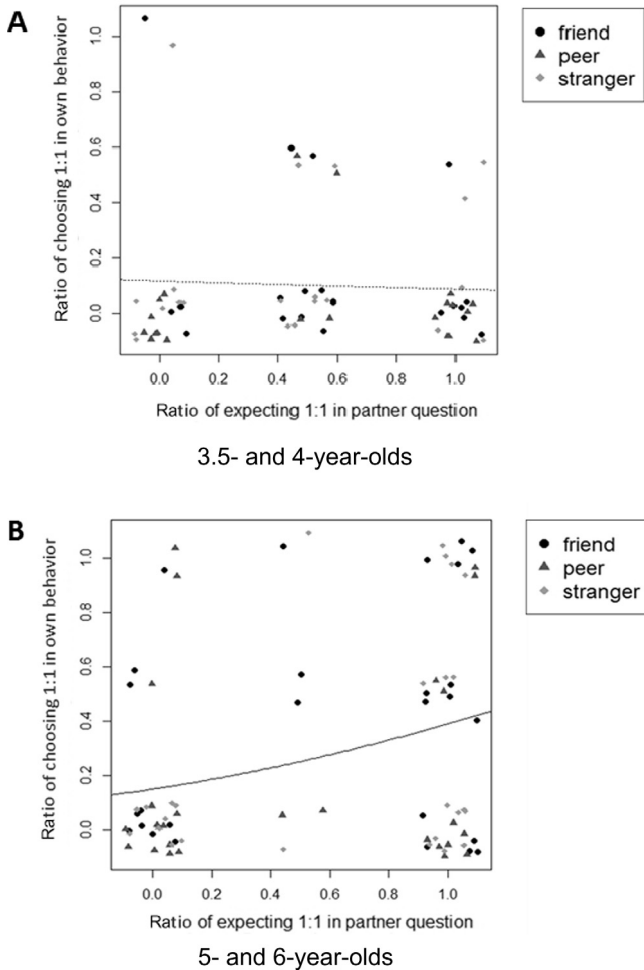 A
friend
peer
stranger
Ratio of choosing 1:1 in own behavior
1.0
0.8
0.6
0.4
0.2
0.0
0.0 0.2 0.4 0.6 0.8 1.0
Ratio of expecting 1:1 in partner question
3.5- and 4-year-olds
B
friend
peer
stranger
Ratio of choosing 1:1 in own behavior
1.0
0.8
0.6
0.4
0.2
0.0
0.0 0.2 0.4 0.6 0.8 1.0
Ratio of expecting 1:1 in partner question
5- and 6-year-olds